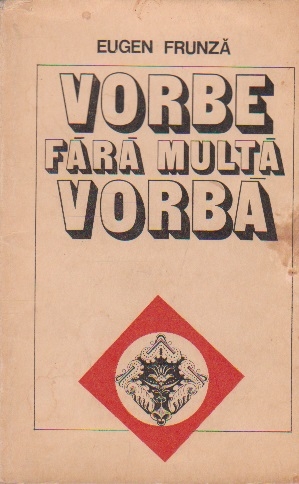 EUGEN FRUNZĂ
VORBE
FĂRĂ MULTĂ
VORBĂ